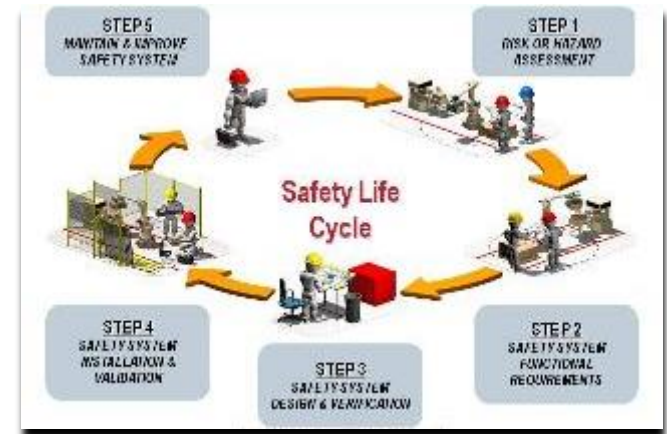 STEP 5
MAINTAIN & IMPROVE
SAFETY SYSTEM
STEP 1
RISK OR HAZARD
ASSESSMENT
Safety Life
Cycle
STEP 4
SAFETY SYSTEM
INSTALLATION &
VALIDATION
STEP 3
SAFETY SYSTEM
DESIGN & VERIFICATION
STEP 2
SAFETY SYSTEM
FUNCTIONAL
REQUIREMENTS